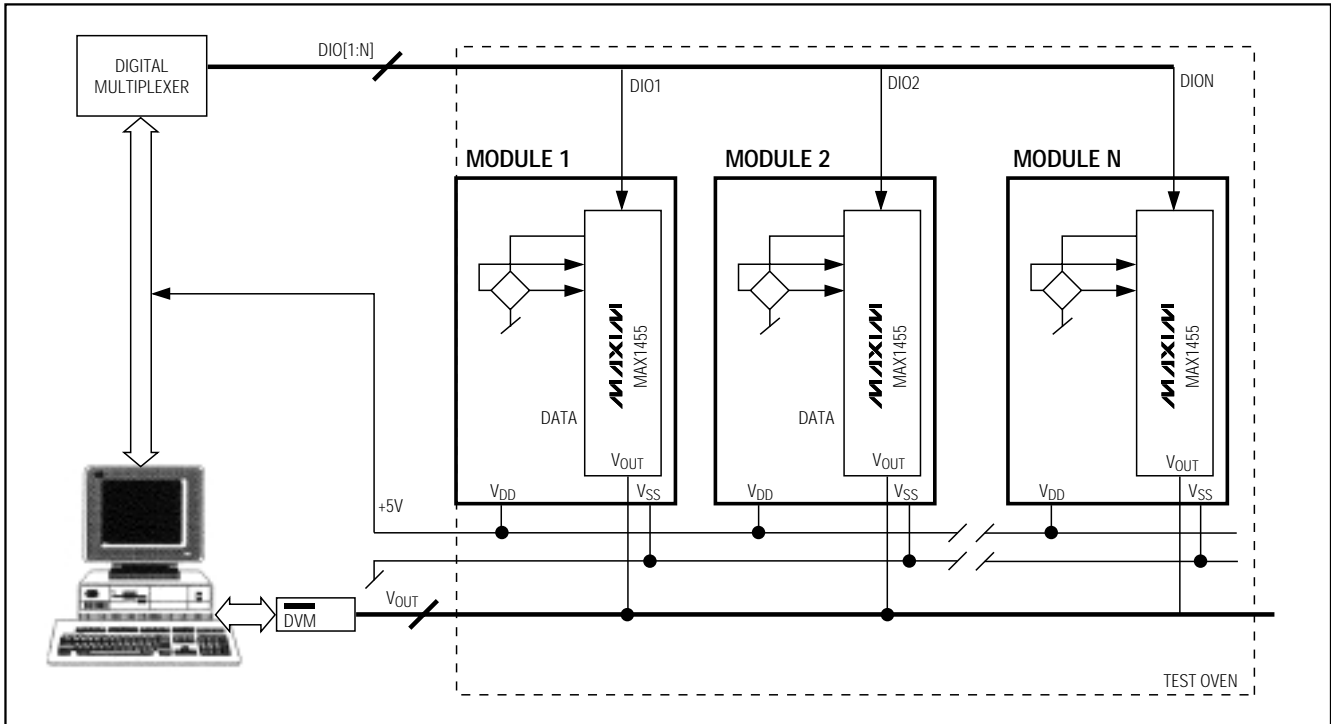 DIGITAL
MULTIPLEXER
DIO[1:N]
DIO1
DIO2
DION
MODULE 1
MODULE 2
MODULE N
MAXIM
MAX1455
MAXIM
MAX1455
MAXIM
MAX1455
DATA
DATA
VOUT
VOUT
VOUT
VDD
VSS
VDD
VSS
VDD
VSS
+5V
VOUT
DVM
TEST OVEN